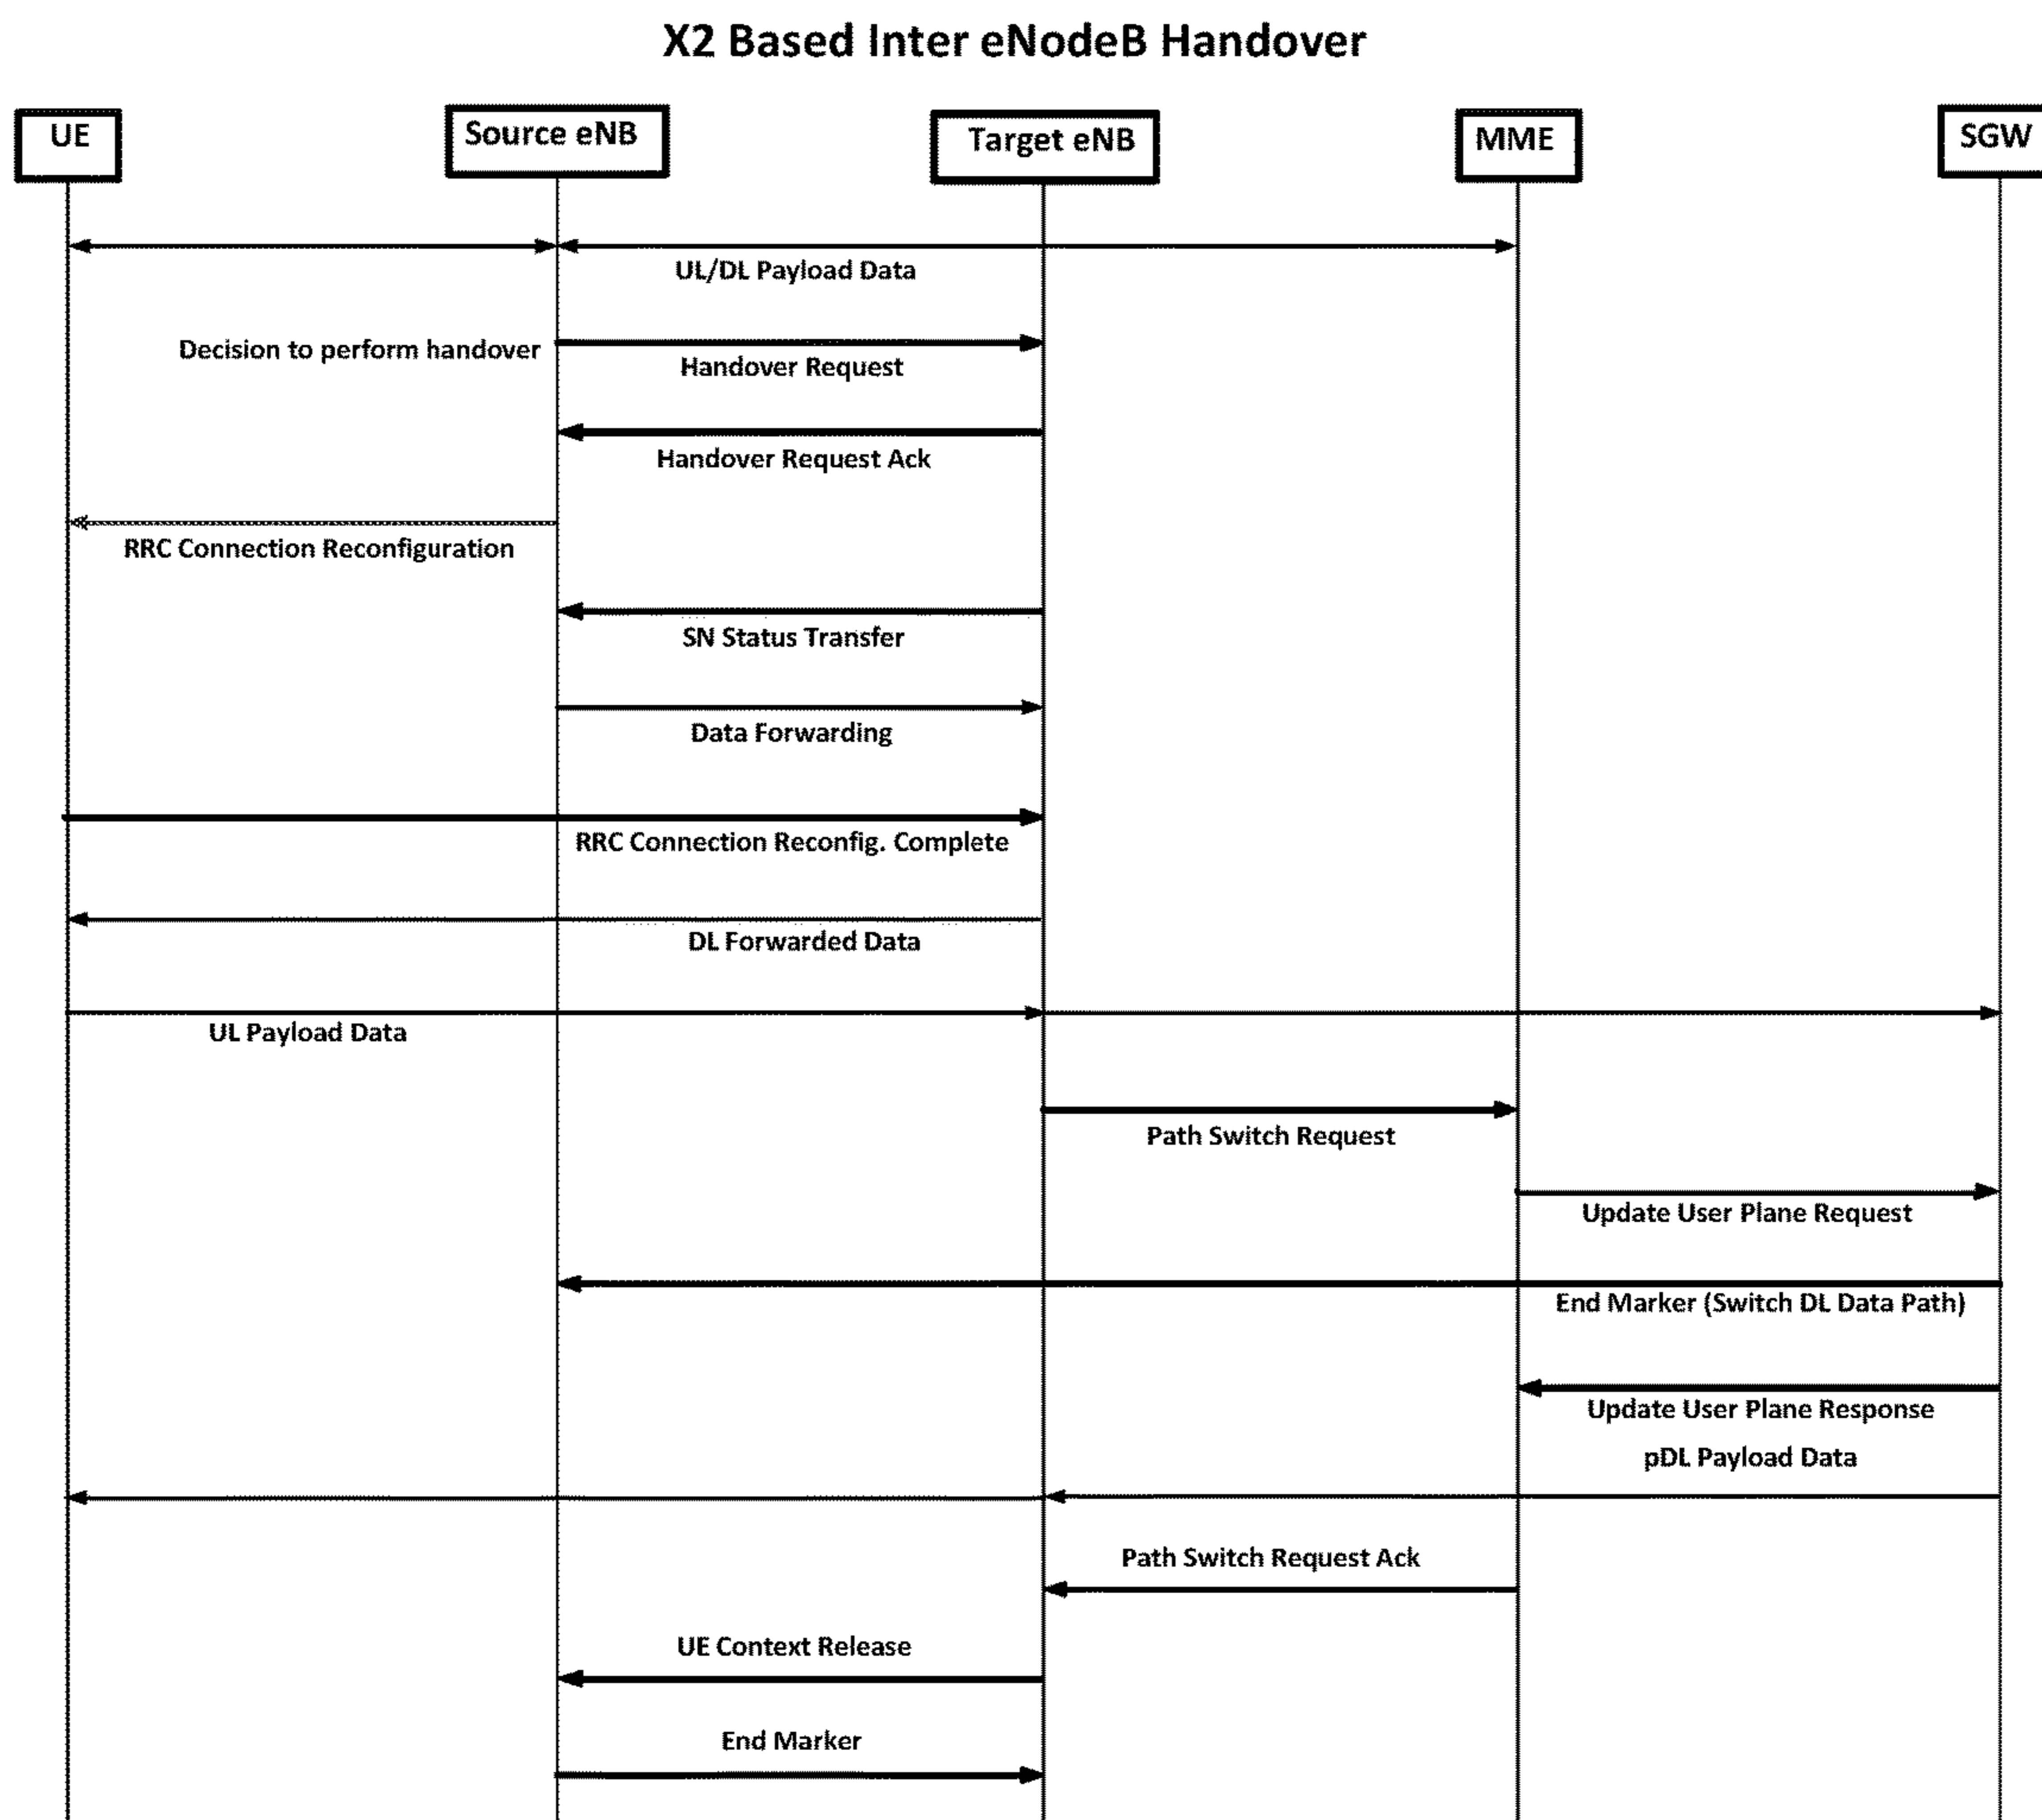 X2 Based Inter eNodeB Handover
UE
Source eNB
Target eNB
MME
SGW
UL/DL Payload Data
Decision to perform handover
Handover Request
Handover Request Ack
RRC Connection Reconfiguration
SN Status Transfer
Data Forwarding
RRC Connection Reconfig. Complete
DL Forwarded Data
UL Payload Data
Path Switch Request
Update User Plane Request
End Marker (Switch DL Data Path)
Update User Plane Response
pDL Payload Data
Path Switch Request Ack
UE Context Release
End Marker